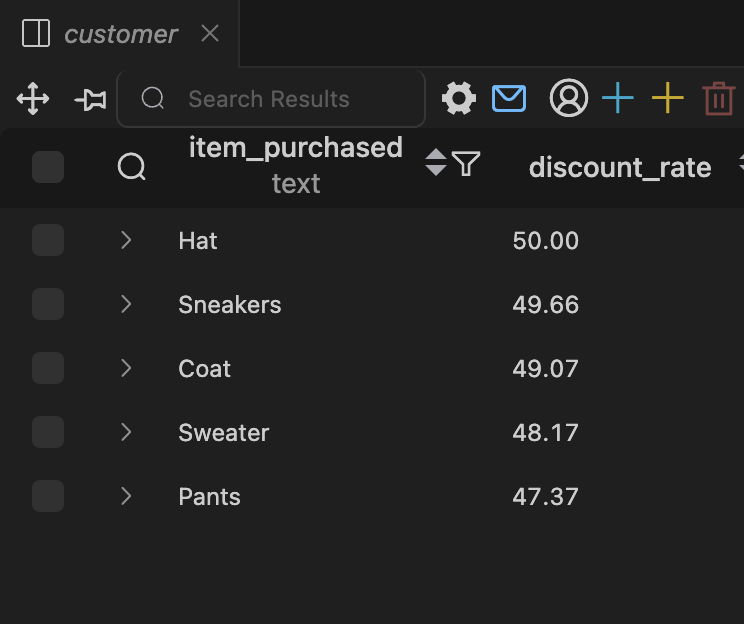 customer
Search Results
item_purchased
text
discount_rate
Hat 50.00
Sneakers 49.66
Coat 49.07
Sweater 48.17
Pants 47.37